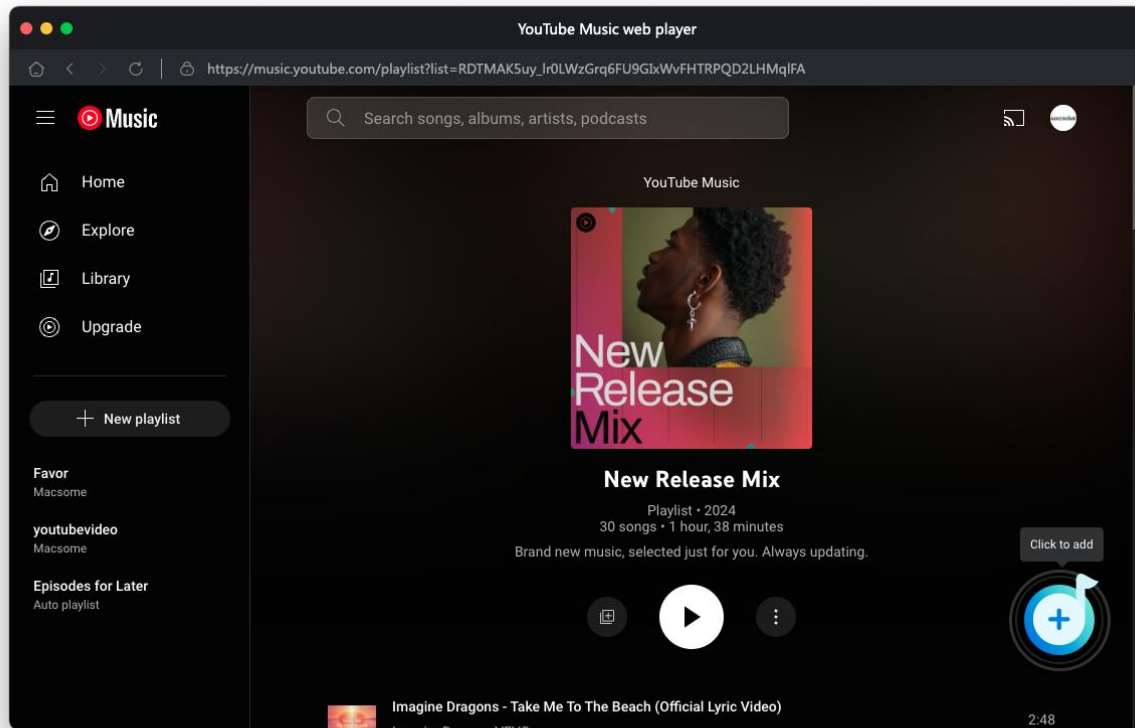 YouTube Music web player
https://music.youtube.com/playlist?list=RDTMAK5uy_lr0LWzGrq6FU9GIxWvFHTRPQD2LHMqlFA
Music
Search songs, albums, artists, podcasts
Home
Explore
Library
Upgrade
New playlist
Favor
Macsome
youtubevideo
Macsome
Episodes for Later
Auto playlist
YouTube Music
New
Release
Mix
New Release Mix
Playlist • 2024
30 songs • 1 hour, 38 minutes
Brand new music, selected just for you. Always updating.
Click to add
Imagine Dragons - Take Me To The Beach (Official Lyric Video)
2:48